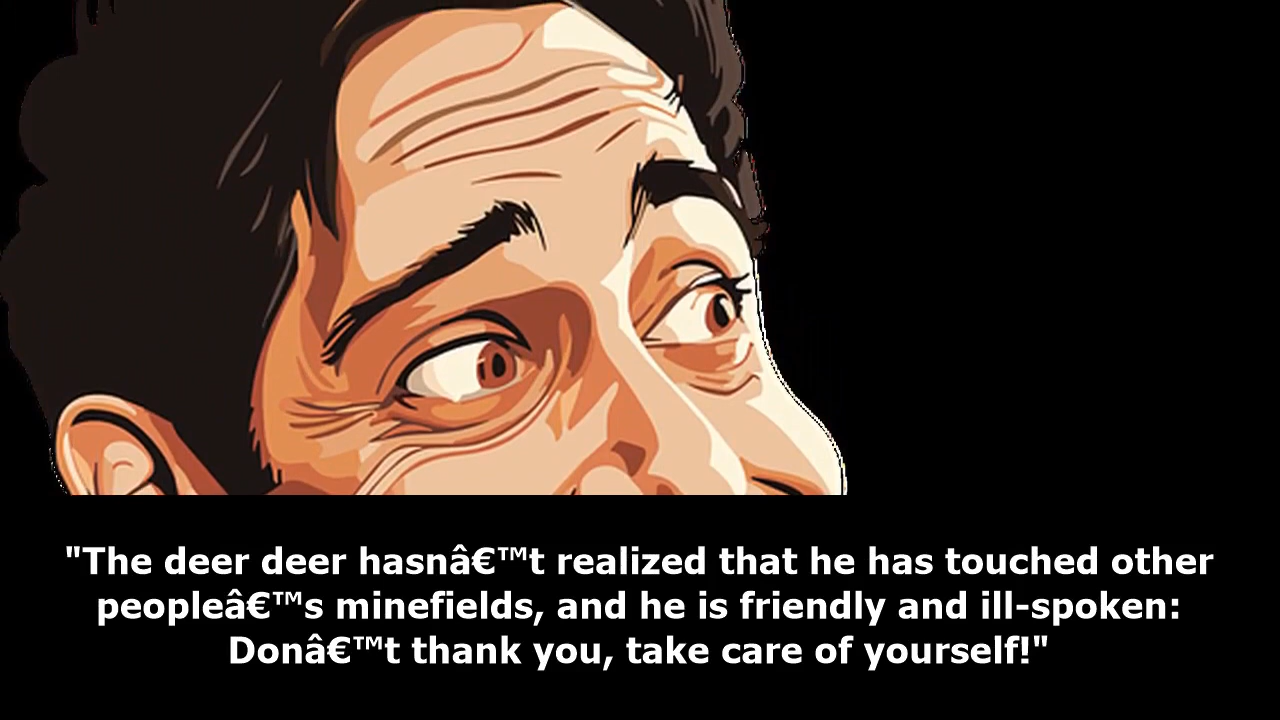 "The deer deer hasnâ€™t realized that he has touched other
peopleâ€™s minefields, and he is friendly and ill-spoken:
Donâ€™t thank you, take care of yourself!"